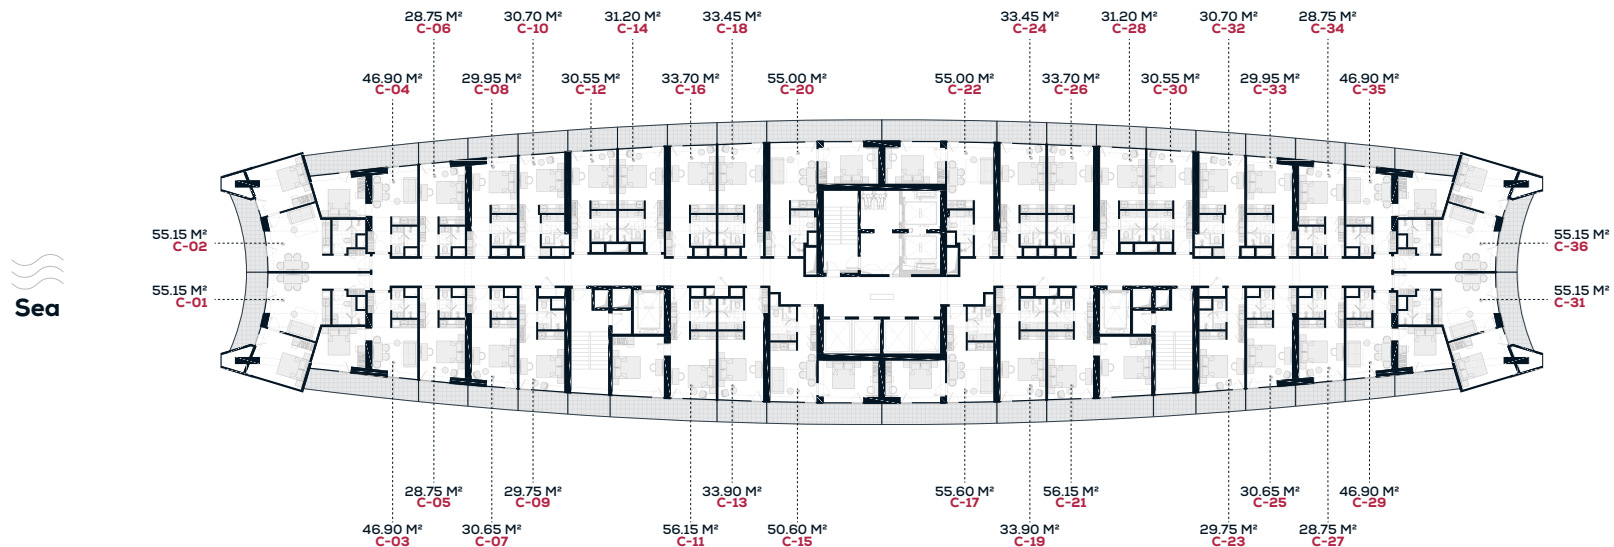 28.75 M²
C-06
30.70 M²
C-10
31.20 M²
C-14
33.45 M²
C-18
33.45 M²
C-24
31.20 M²
C-28
30.70 M²
C-32
28.75 M²
C-34
46.90 M²
C-04
29.95 M²
C-08
30.55 M²
C-12
33.70 M²
C-16
55.00 M²
C-20
55.00 M²
C-22
33.70 M²
C-26
30.55 M²
C-30
29.95 M²
C-33
46.90 M²
C-35
55.15 M²
C-02
55.15 M²
C-36
55.15 M²
C-01
55.15 M²
C-31
Sea
28.75 M²
C-05
29.75 M²
C-09
33.90 M²
C-13
55.60 M²
C-17
56.15 M²
C-21
30.65 M²
C-25
46.90 M²
C-29
46.90 M²
C-03
30.65 M²
C-07
56.15 M²
C-11
50.60 M²
C-15
33.90 M²
C-19
29.75 M²
C-23
28.75 M²
C-27